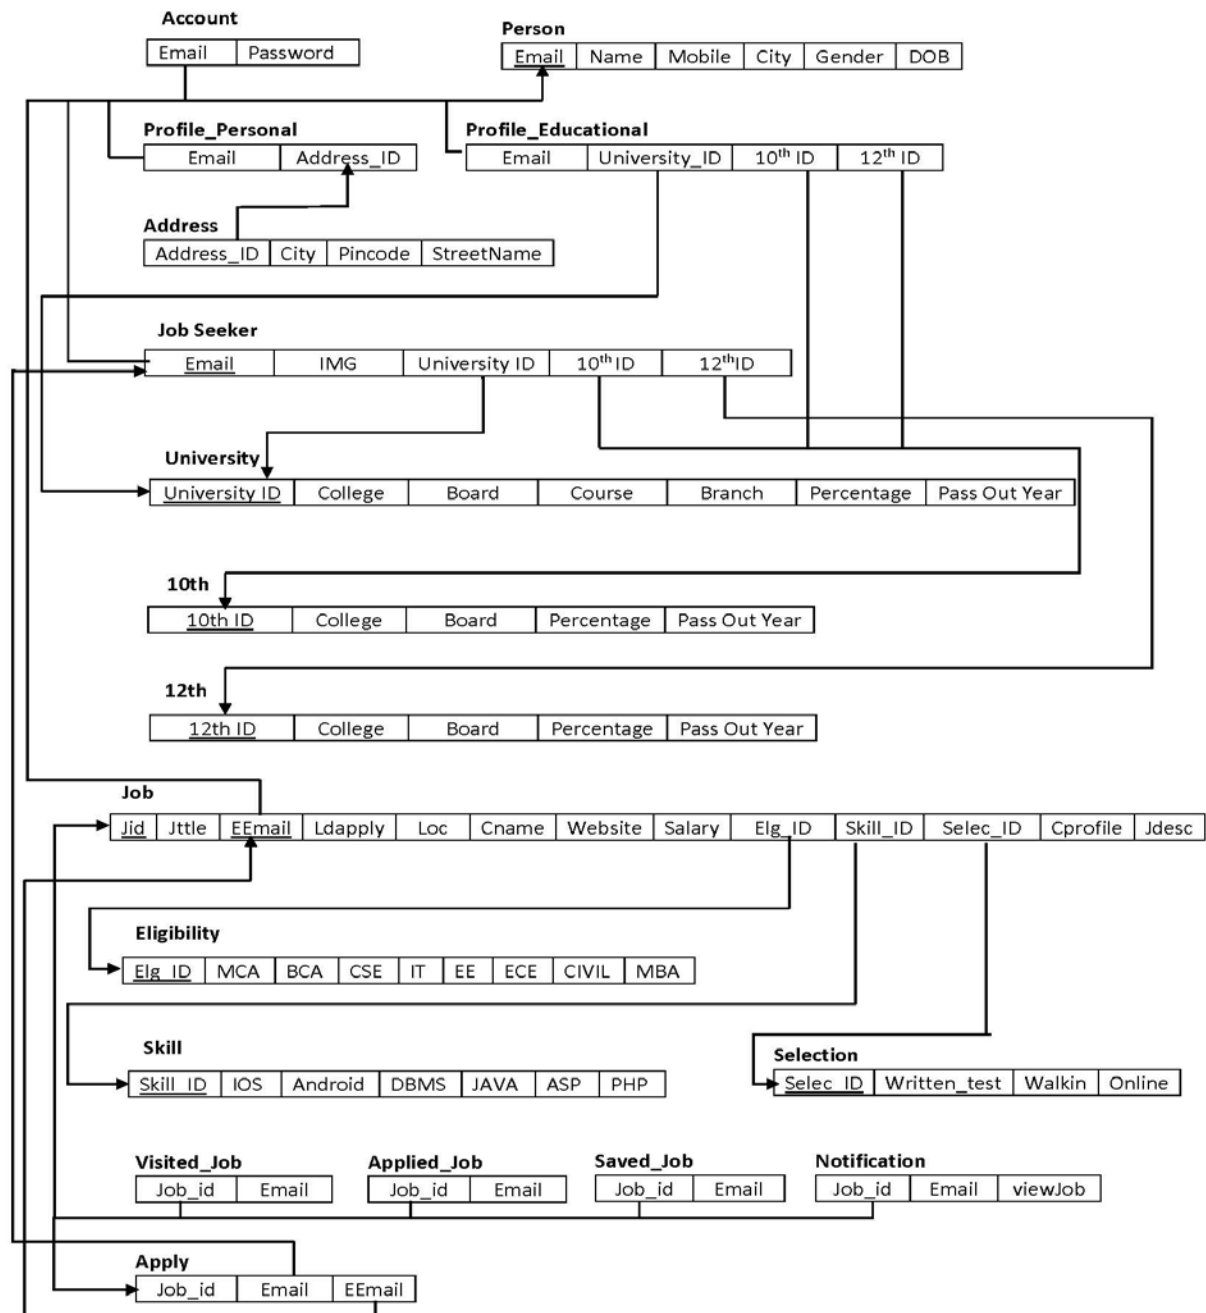 Account
Email Password
Person
Email Name Mobile City Gender DOB
Profile_Personal
Email Address_ID
Profile_Educational
Email University_ID 10th ID 12th ID
Address
Address_ID City Pincode StreetName
Job Seeker
Email IMG University ID 10th ID 12thID
University
University ID College Board Course Branch Percentage Pass Out Year
10th
10th ID College Board Percentage Pass Out Year
12th
12th ID College Board Percentage Pass Out Year
Job
Jid Jttle EEmail Ldapply Loc Cname Website Salary Elg_ID Skill_ID Selec_ID Cprofile Jdesc
Eligibility
Elg_ID MCA BCA CSE IT EE ECE CIVIL MBA
Skill
Skill_ID IOS Android DBMS JAVA ASP PHP
Selection
Selec_ID Written_test Walkin Online
Visited_Job
Job_id Email
Applied_Job
Job_id Email
Saved_Job
Job_id Email
Notification
Job_id Email viewJob
Apply
Job_id Email EEmail